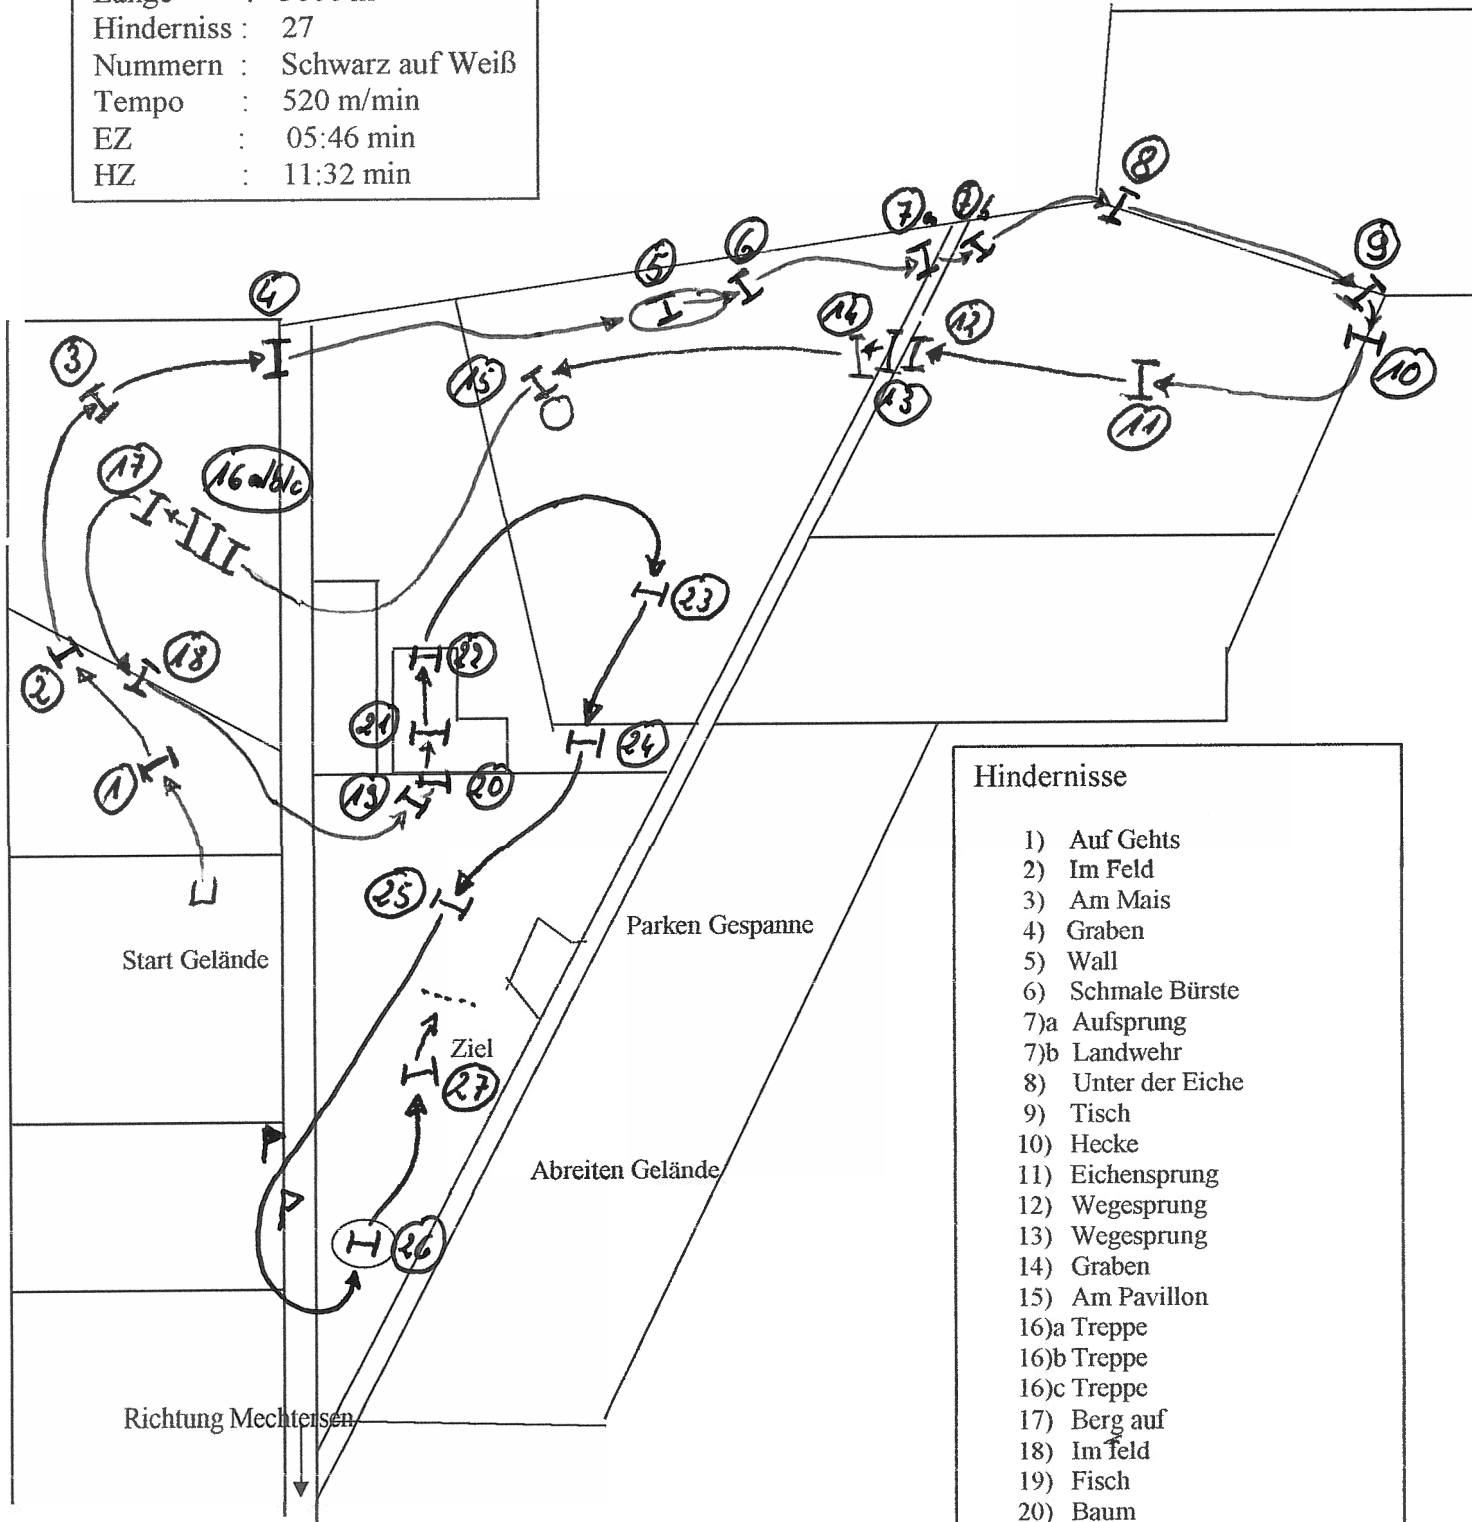 Hinderniss : 27
Nummern : Schwarz auf Weiß
Tempo : 520 m/min
EZ : 05:46 min
HZ : 11:32 min
8
7a 7b
9
6
5
4
14 12
3
15
10
13
11
17
16 a/b/c
23
18
22
2
21
24
1
19 20
25
Start Gelände
Parken Gespanne
Ziel
27
Abreiten Gelände
26
Richtung Mechtersen
Hindernisse
1) Auf Gehts
2) Im Feld
3) Am Mais
4) Graben
5) Wall
6) Schmale Bürste
7)a Aufsprung
7)b Landwehr
8) Unter der Eiche
9) Tisch
10) Hecke
11) Eichensprung
12) Wegesprung
13) Wegesprung
14) Graben
15) Am Pavillon
16)a Treppe
16)b Treppe
16)c Treppe
17) Berg auf
18) Im feld
19) Fisch
20) Baum